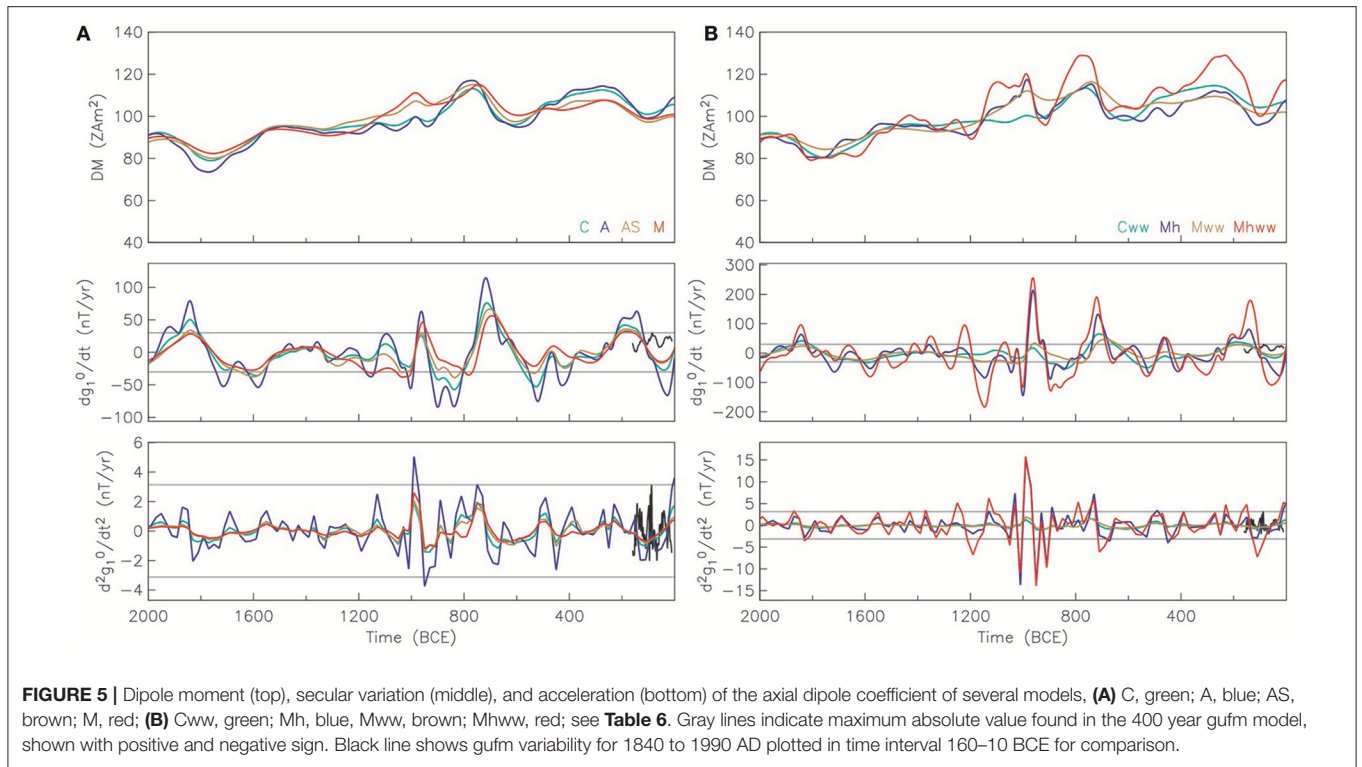 A
140
120
100
80
60
40
DM (ZAm²)
C A AS M
100
50
0
−50
−100
dg₁⁰/dt (nT/yr)
6
4
2
0
−2
−4
d²g₁⁰/dt² (nT/yr)
2000 1600 1200 800 400
Time (BCE)
B
140
120
100
80
60
40
DM (ZAm²)
Cww Mh Mww Mhww
300
200
100
0
−100
−200
dg₁⁰/dt (nT/yr)
15
10
5
0
−5
−10
−15
d²g₁⁰/dt² (nT/yr)
2000 1600 1200 800 400
Time (BCE)
FIGURE 5 | Dipole moment (top), secular variation (middle), and acceleration (bottom) of the axial dipole coefficient of several models, (A) C, green; A, blue; AS,
brown; M, red; (B) Cww, green; Mh, blue, Mww, brown; Mhww, red; see Table 6. Gray lines indicate maximum absolute value found in the 400 year gufm model,
shown with positive and negative sign. Black line shows gufm variability for 1840 to 1990 AD plotted in time interval 160–10 BCE for comparison.